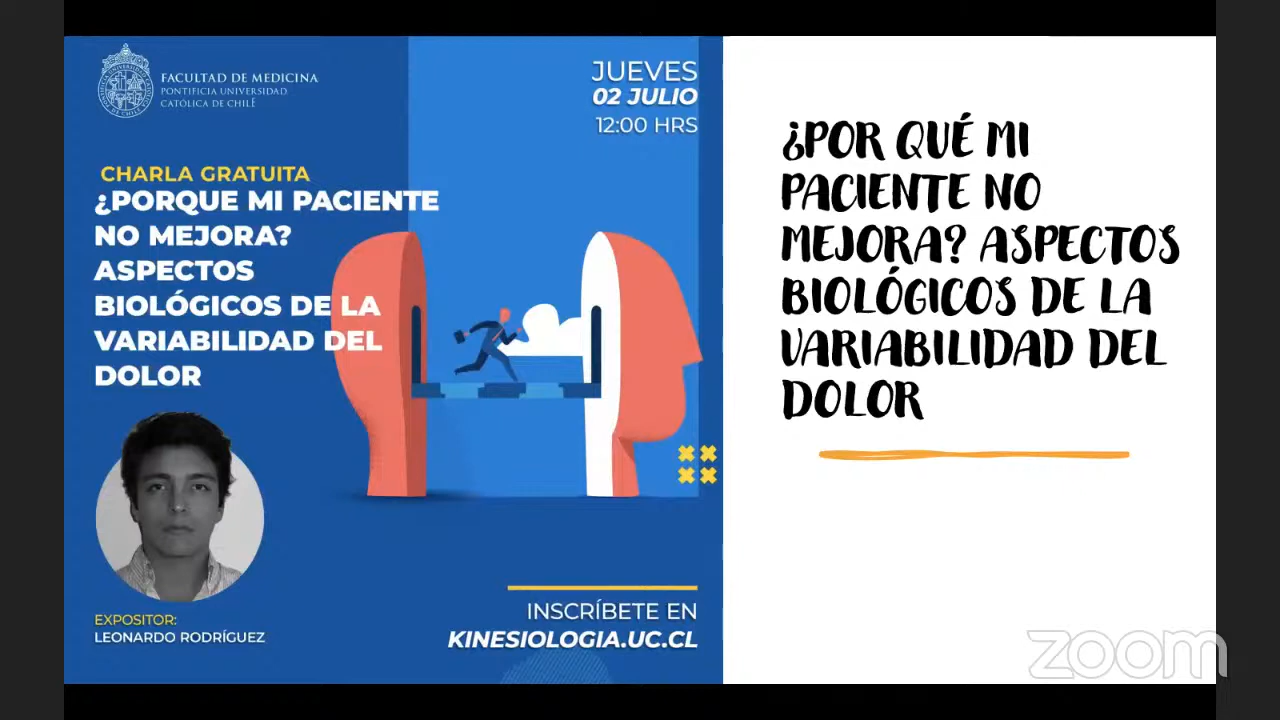 FACULTAD DE MEDICINA
PONTIFICIA UNIVERSIDAD
CATÓLICA DE CHILE
JUEVES
02 JULIO
12:00 HRS
CHARLA GRATUITA
¿PORQUE MI PACIENTE
NO MEJORA?
ASPECTOS
BIOLÓGICOS DE LA
VARIABILIDAD DEL
DOLOR
EXPOSITOR:
LEONARDO RODRÍGUEZ
INSCRÍBETE EN
KINESIOLOGIA.UC.CL
¿POR QUÉ MI
PACIENTE NO
MEJORA? ASPECTOS
BIOLÓGICOS DE LA
VARIABILIDAD DEL
DOLOR
zoom